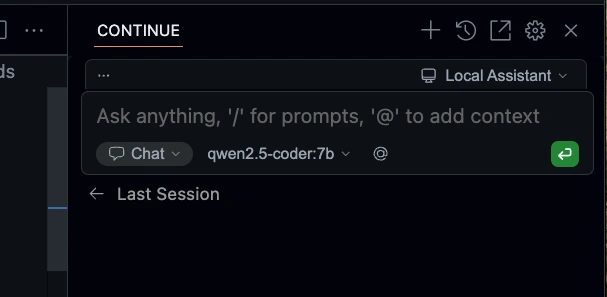 CONTINUE
ds
... Local Assistant
Ask anything, '/' for prompts, '@' to add context
Chat qwen2.5-coder:7b @
Last Session